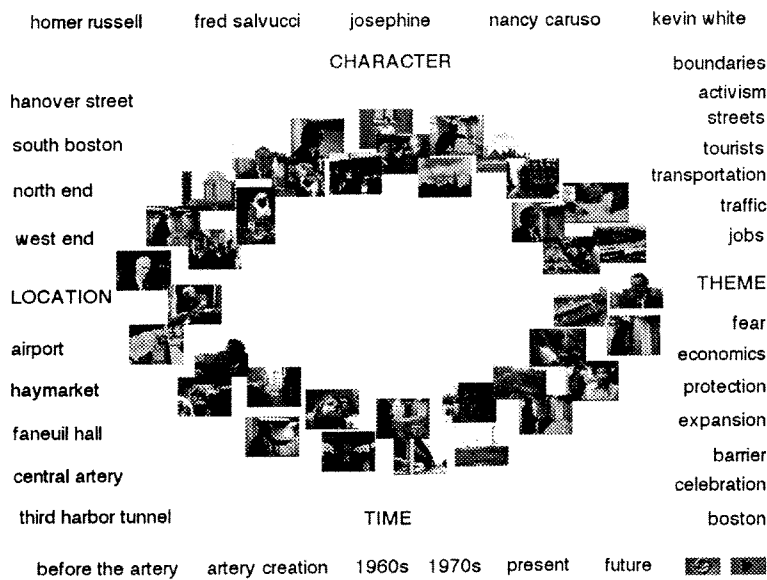 homer russell fred salvucci josephine nancy caruso kevin white
CHARACTER
boundaries
hanover street
activism
streets
south boston
tourists
transportation
north end
traffic
west end
jobs
LOCATION
THEME
fear
airport
economics
haymarket
protection
faneuil hall
expansion
central artery
barrier
celebration
third harbor tunnel
TIME
boston
before the artery artery creation 1960s 1970s present future